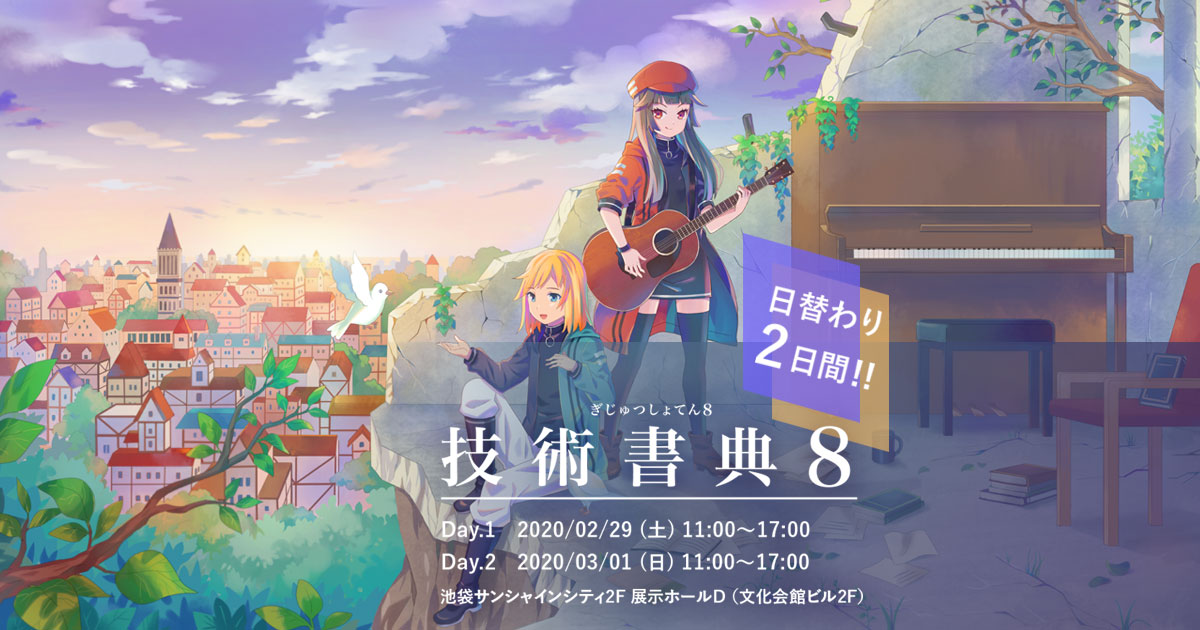 日替わり
2日間!!
ぎじゅつしょてん8
技術書典8
Day.1 2020/02/29 (土) 11:00〜17:00
Day.2 2020/03/01 (日) 11:00〜17:00
池袋サンシャインシティ2F 展示ホールD (文化会館ビル2F)